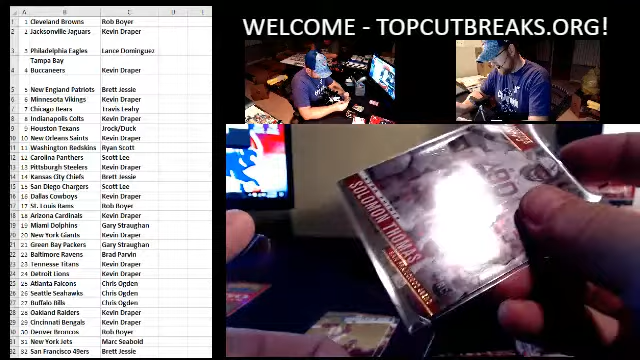 WELCOME - TOPCUTBREAKS.ORG!
A B C D E
1 Cleveland Browns Rob Boyer
2 Jacksonville Jaguars Kevin Draper
3 Philadelphia Eagles Lance Dominguez
Tampa Bay
4 Buccaneers Kevin Draper
5 New England Patriots Brett Jessie
6 Minnesota Vikings Kevin Draper
7 Chicago Bears Travis Leahy
8 Indianapolis Colts Kevin Draper
9 Houston Texans Jrock/Duck
10 New Orleans Saints Kevin Draper
11 Washington Redskins Ryan Scott
12 Carolina Panthers Scott Lee
13 Pittsburgh Steelers Kevin Draper
14 Kansas City Chiefs Brett Jessie
15 San Diego Chargers Scott Lee
16 Dallas Cowboys Kevin Draper
17 St. Louis Rams Rob Boyer
18 Arizona Cardinals Kevin Draper
19 Miami Dolphins Gary Straughan
20 New York Giants Kevin Draper
21 Green Bay Packers Gary Straughan
22 Baltimore Ravens Brad Parvin
23 Tennesse Titans Kevin Draper
24 Detroit Lions Kevin Draper
25 Atlanta Falcons Chris Ogden
26 Seattle Seahawks Chris Ogden
27 Buffalo Bills Chris Ogden
28 Oakland Raiders Kevin Draper
29 Cincinnati Bengals Kevin Draper
30 Denver Broncos Rob Boyer
31 New York Jets Marc Seabold
32 San Francisco 49ers Brett Jessie
SOLOMON THOMAS